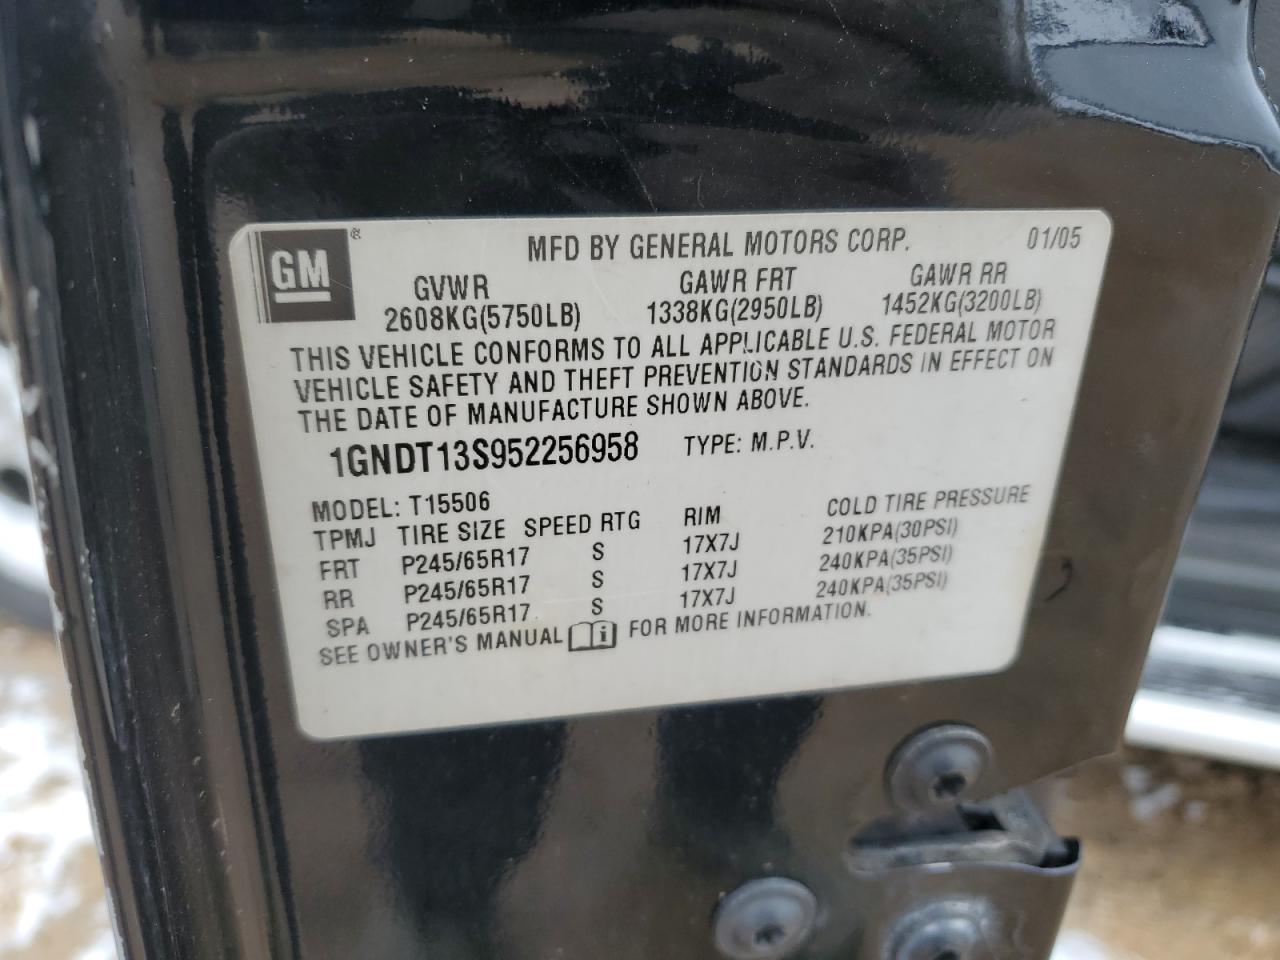 GM ® MFD BY GENERAL MOTORS CORP. 01/05
GVWR GAWR FRT GAWR RR
2608KG(5750LB) 1338KG(2950LB) 1452KG(3200LB)
THIS VEHICLE CONFORMS TO ALL APPLICABLE U.S. FEDERAL MOTOR
VEHICLE SAFETY AND THEFT PREVENTION STANDARDS IN EFFECT ON
THE DATE OF MANUFACTURE SHOWN ABOVE.
1GNDT13S952256958 TYPE: M.P.V.
MODEL: T15506
TPMJ TIRE SIZE SPEED RTG RIM COLD TIRE PRESSURE
FRT P245/65R17 S 17X7J 210KPA(30PSI)
RR P245/65R17 S 17X7J 240KPA(35PSI)
SPA P245/65R17 S 17X7J 240KPA(35PSI)
SEE OWNER'S MANUAL i FOR MORE INFORMATION.